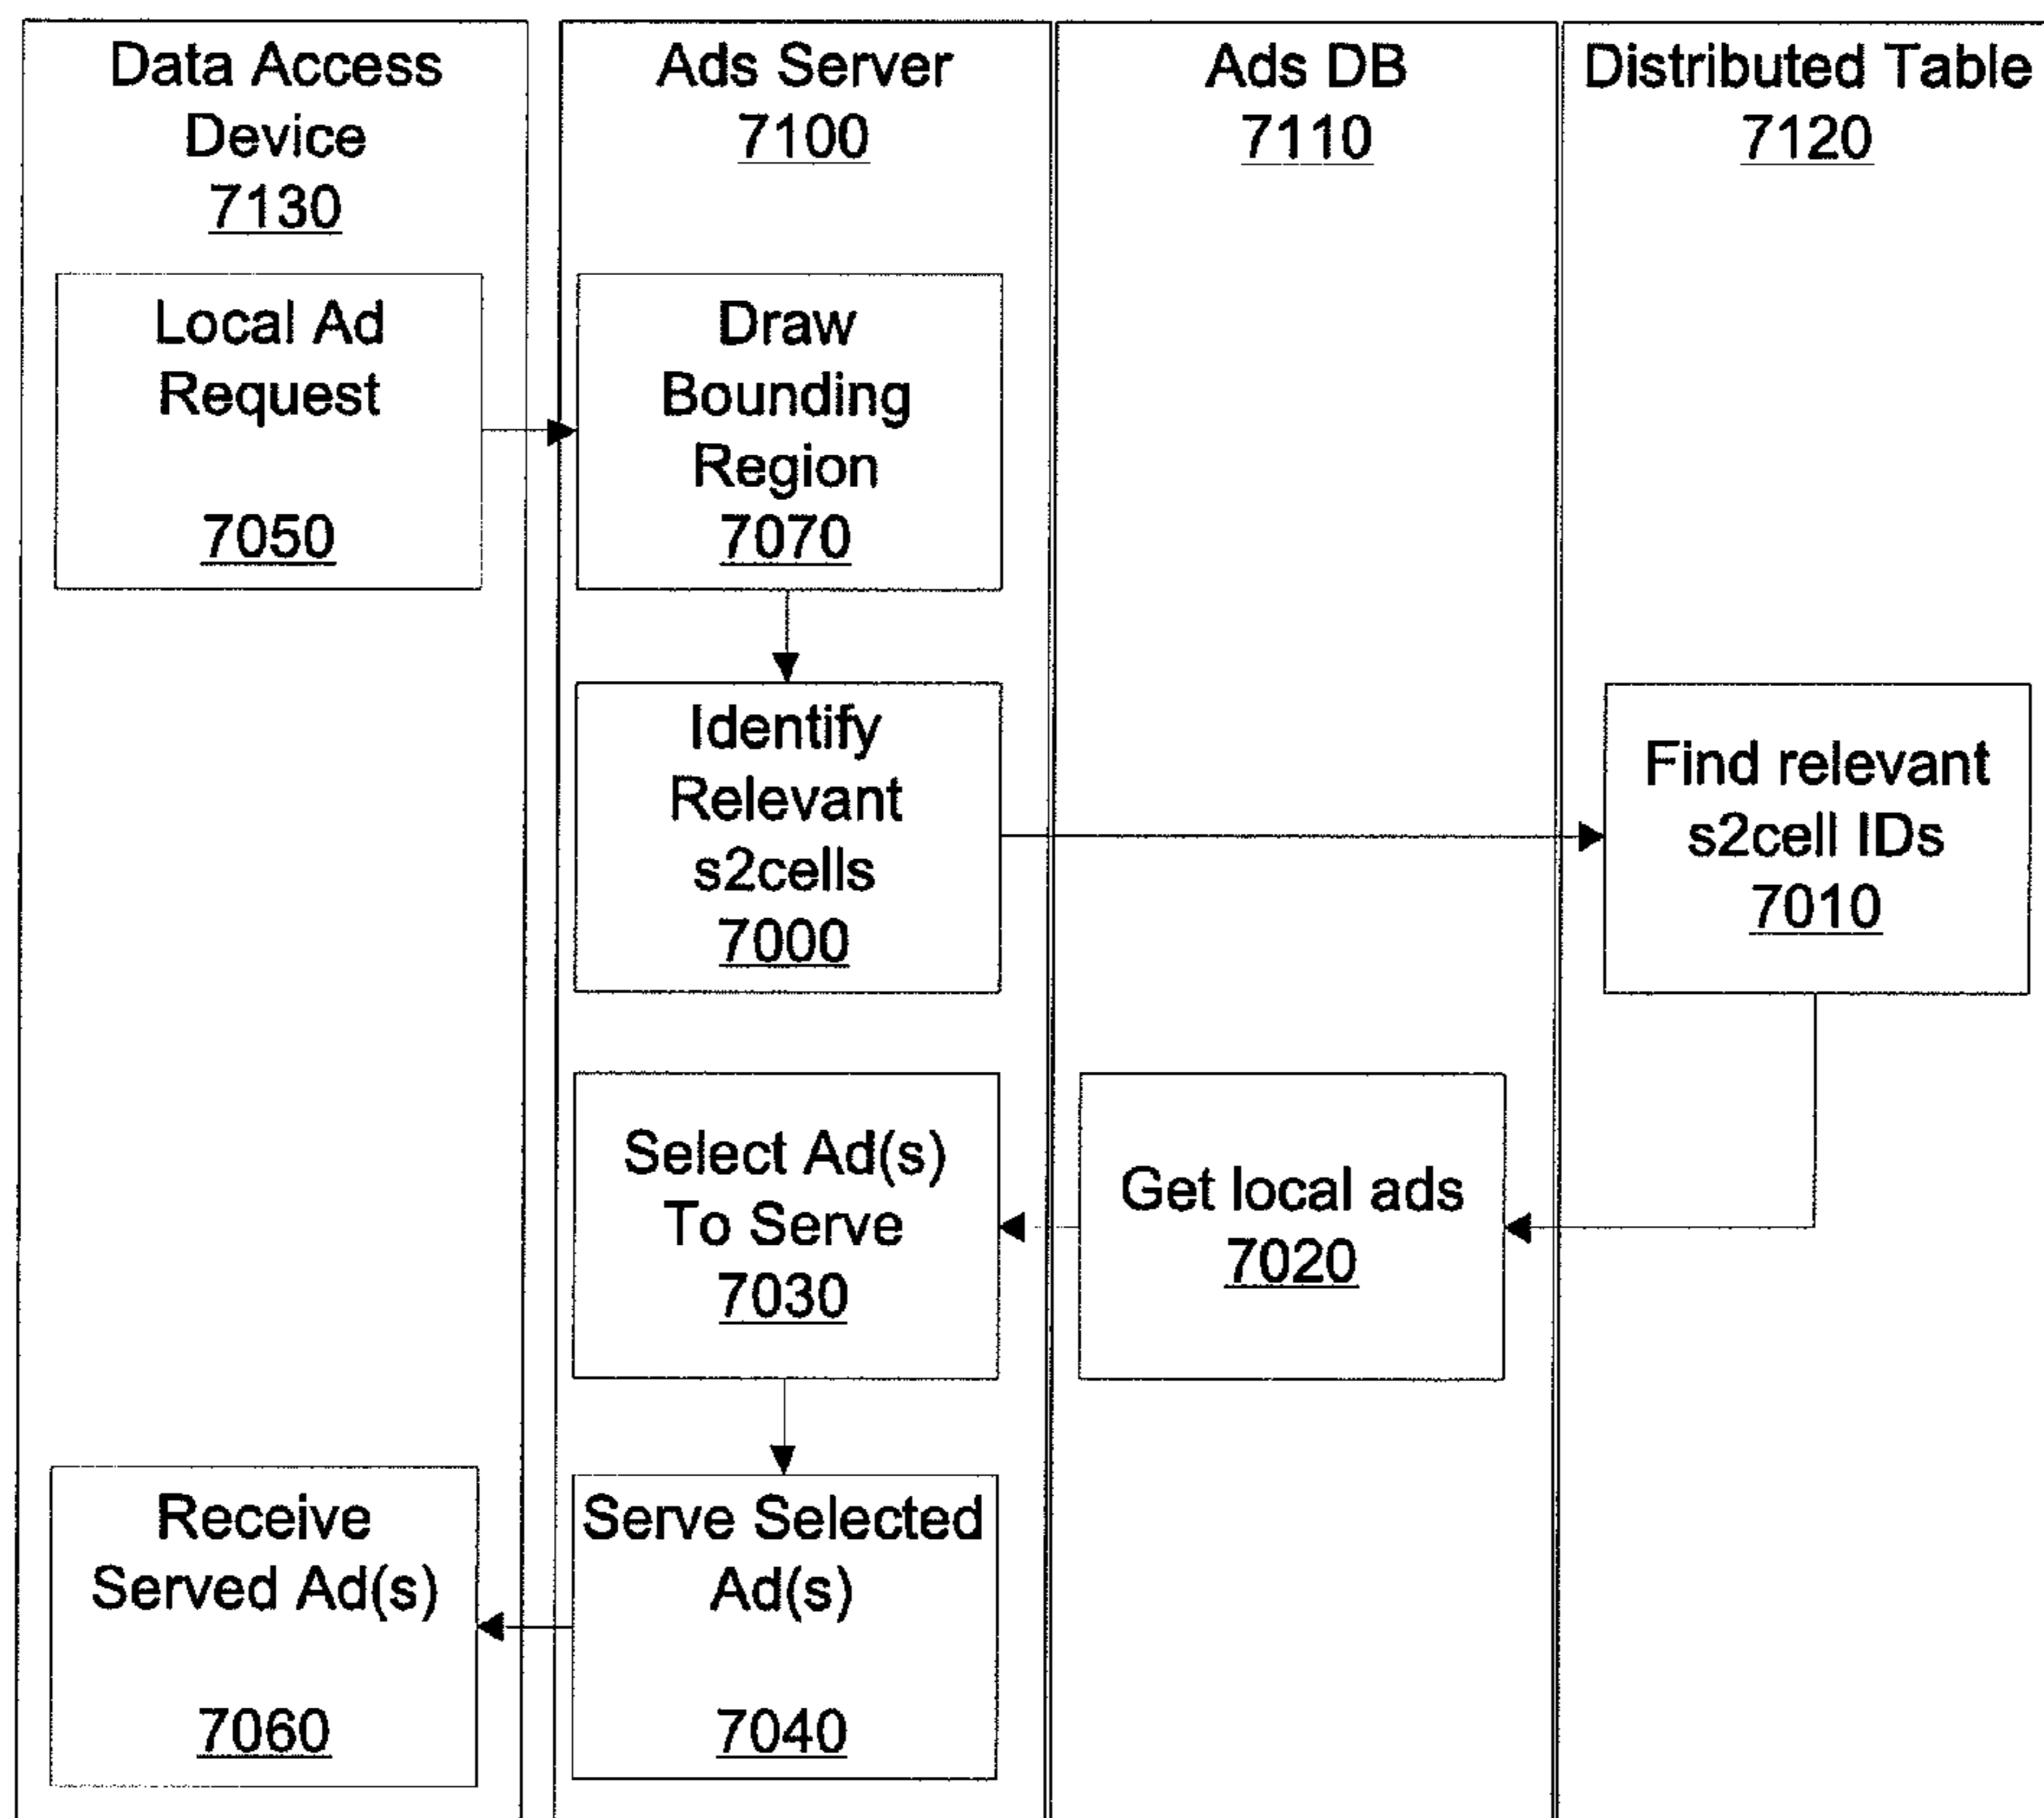 Data Access
Device
7130
Ads Server
7100
Ads DB
7110
Distributed Table
7120
Local Ad
Request
7050
Draw
Bounding
Region
7070
Identify
Relevant
s2cells
7000
Find relevant
s2cell IDs
7010
Select Ad(s)
To Serve
7030
Get local ads
7020
Receive
Served Ad(s)
7060
Serve Selected
Ad(s)
7040